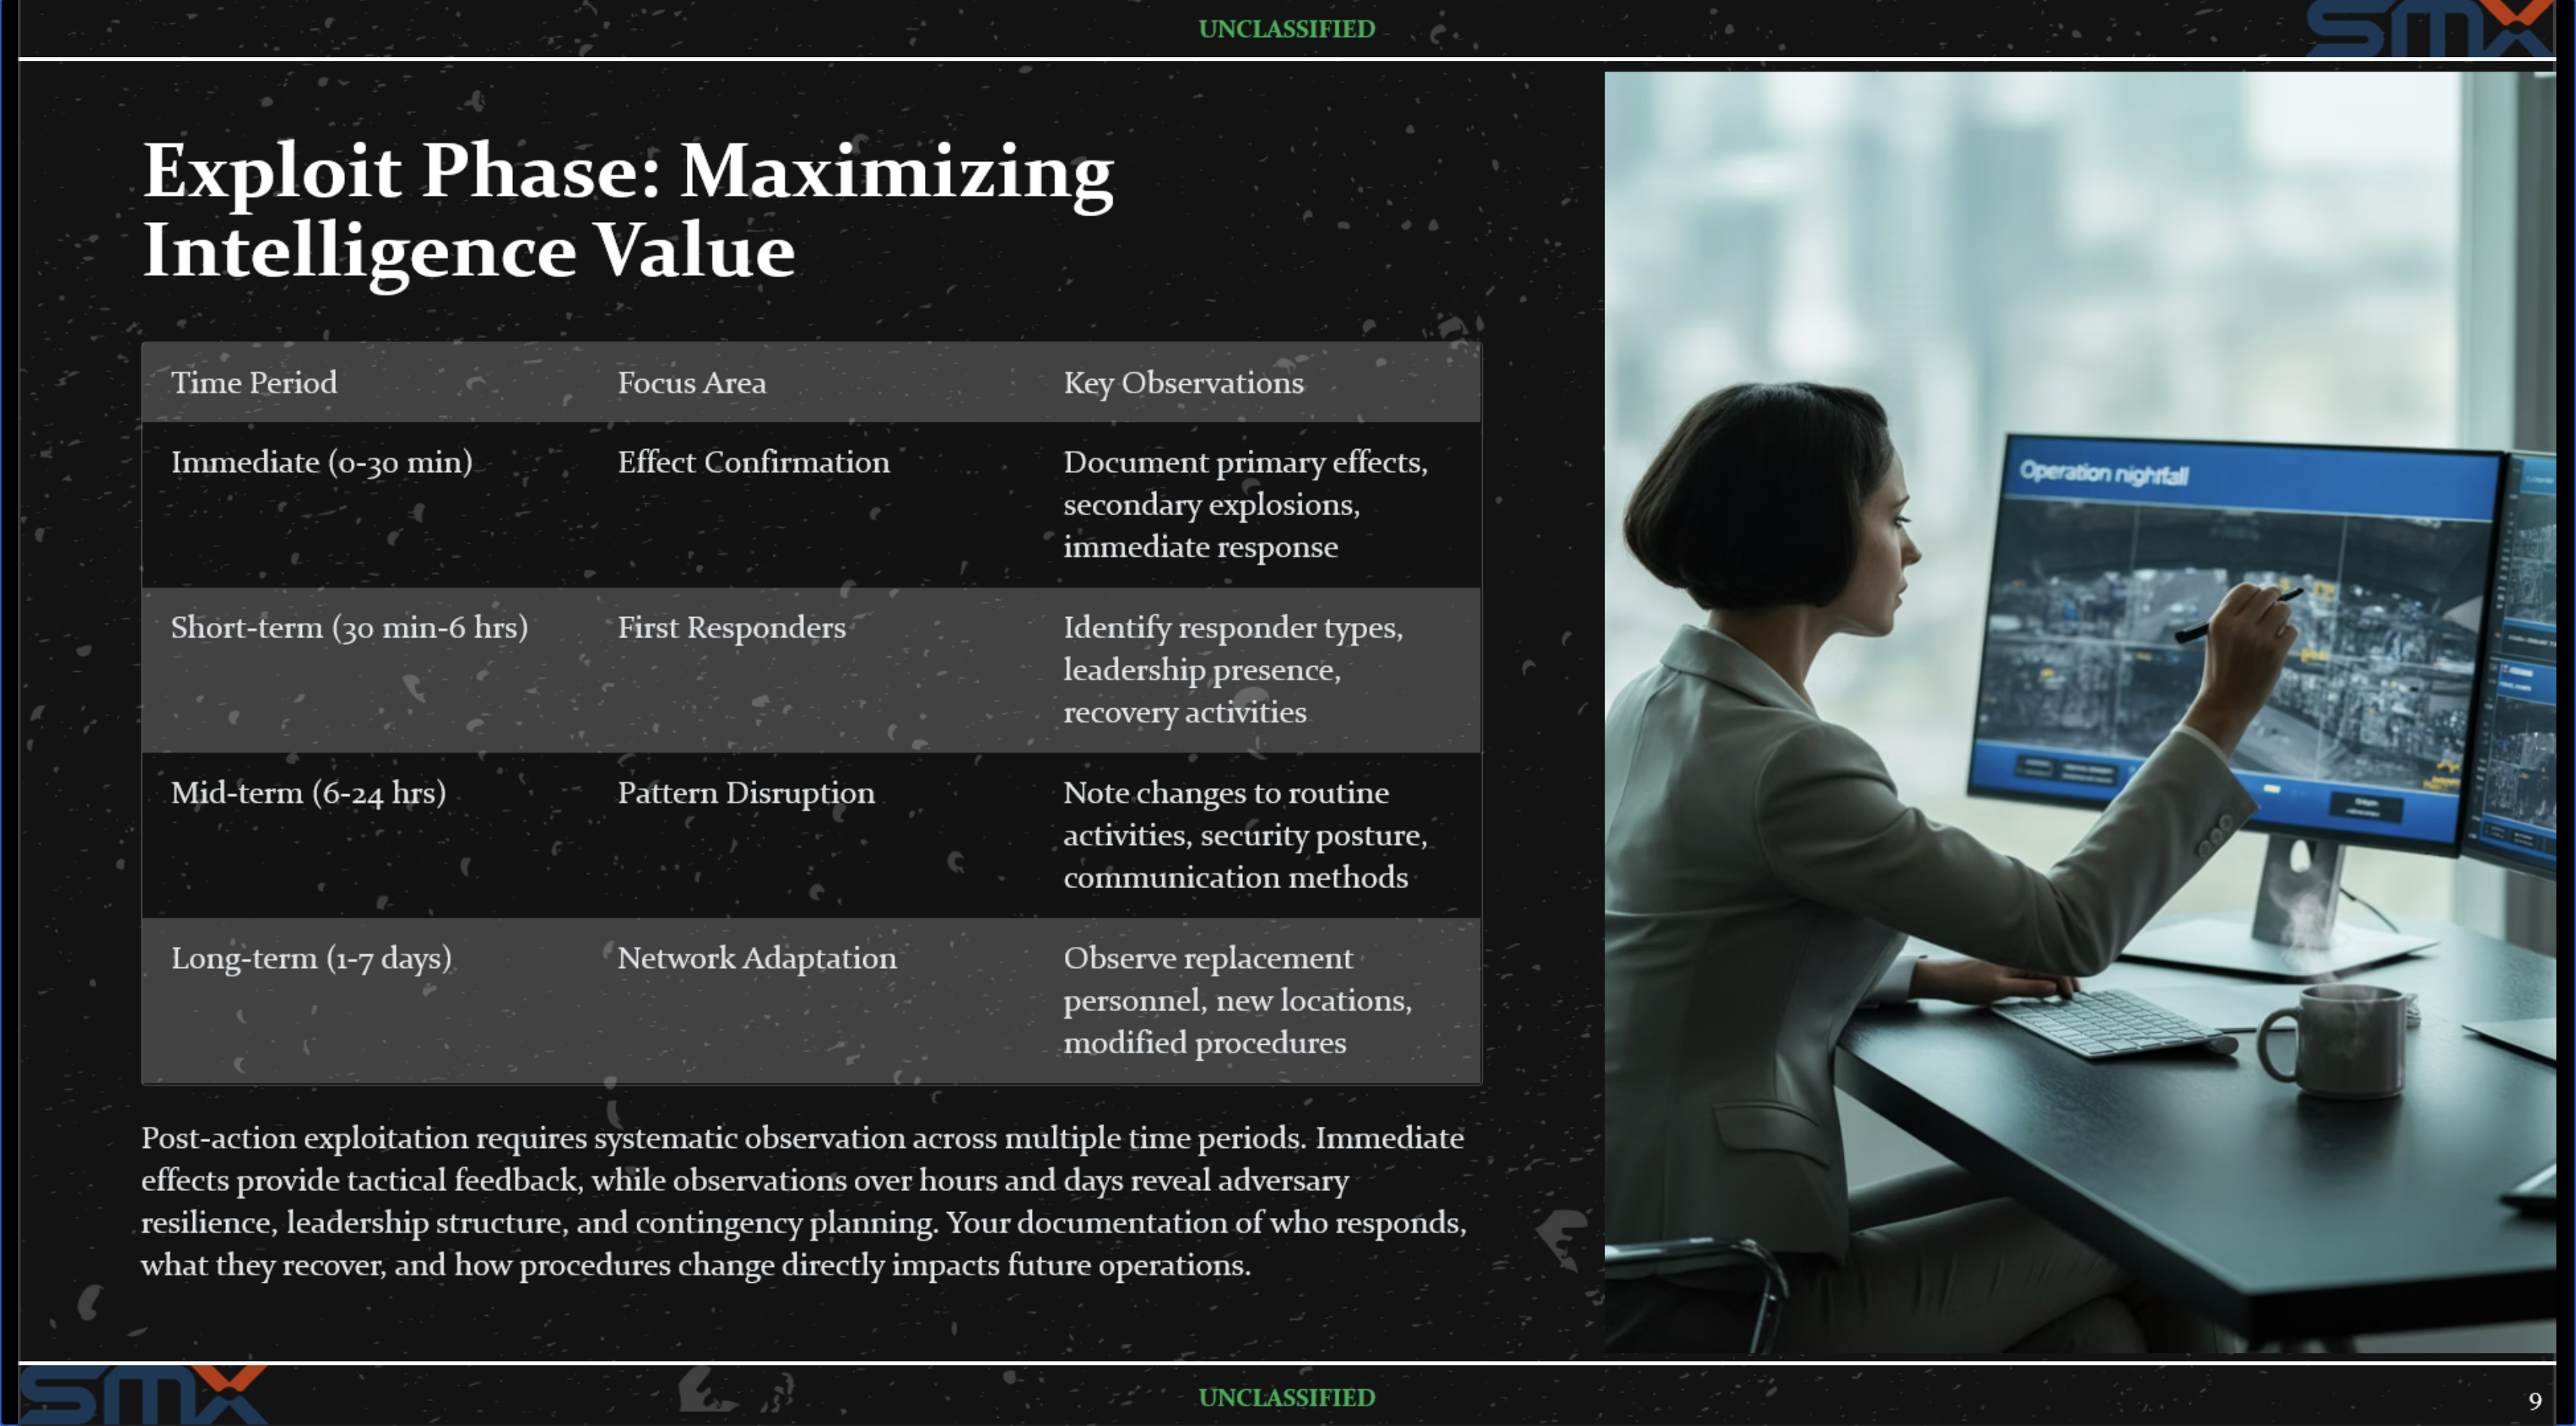 UNCLASSIFIED
smx
Exploit Phase: Maximizing
Intelligence Value
Time Period
Focus Area
Key Observations
Immediate (0-30 min)
Effect Confirmation
Document primary effects,
secondary explosions,
immediate response
Short-term (30 min-6 hrs)
First Responders
Identify responder types,
leadership presence,
recovery activities
Mid-term (6-24 hrs)
Pattern Disruption
Note changes to routine
activities, security posture,
communication methods
Long-term (1-7 days)
Network Adaptation
Observe replacement
personnel, new locations,
modified procedures
Post-action exploitation requires systematic observation across multiple time periods. Immediate
effects provide tactical feedback, while observations over hours and days reveal adversary
resilience, leadership structure, and contingency planning. Your documentation of who responds,
what they recover, and how procedures change directly impacts future operations.
Operation nightfall
smx
UNCLASSIFIED
9